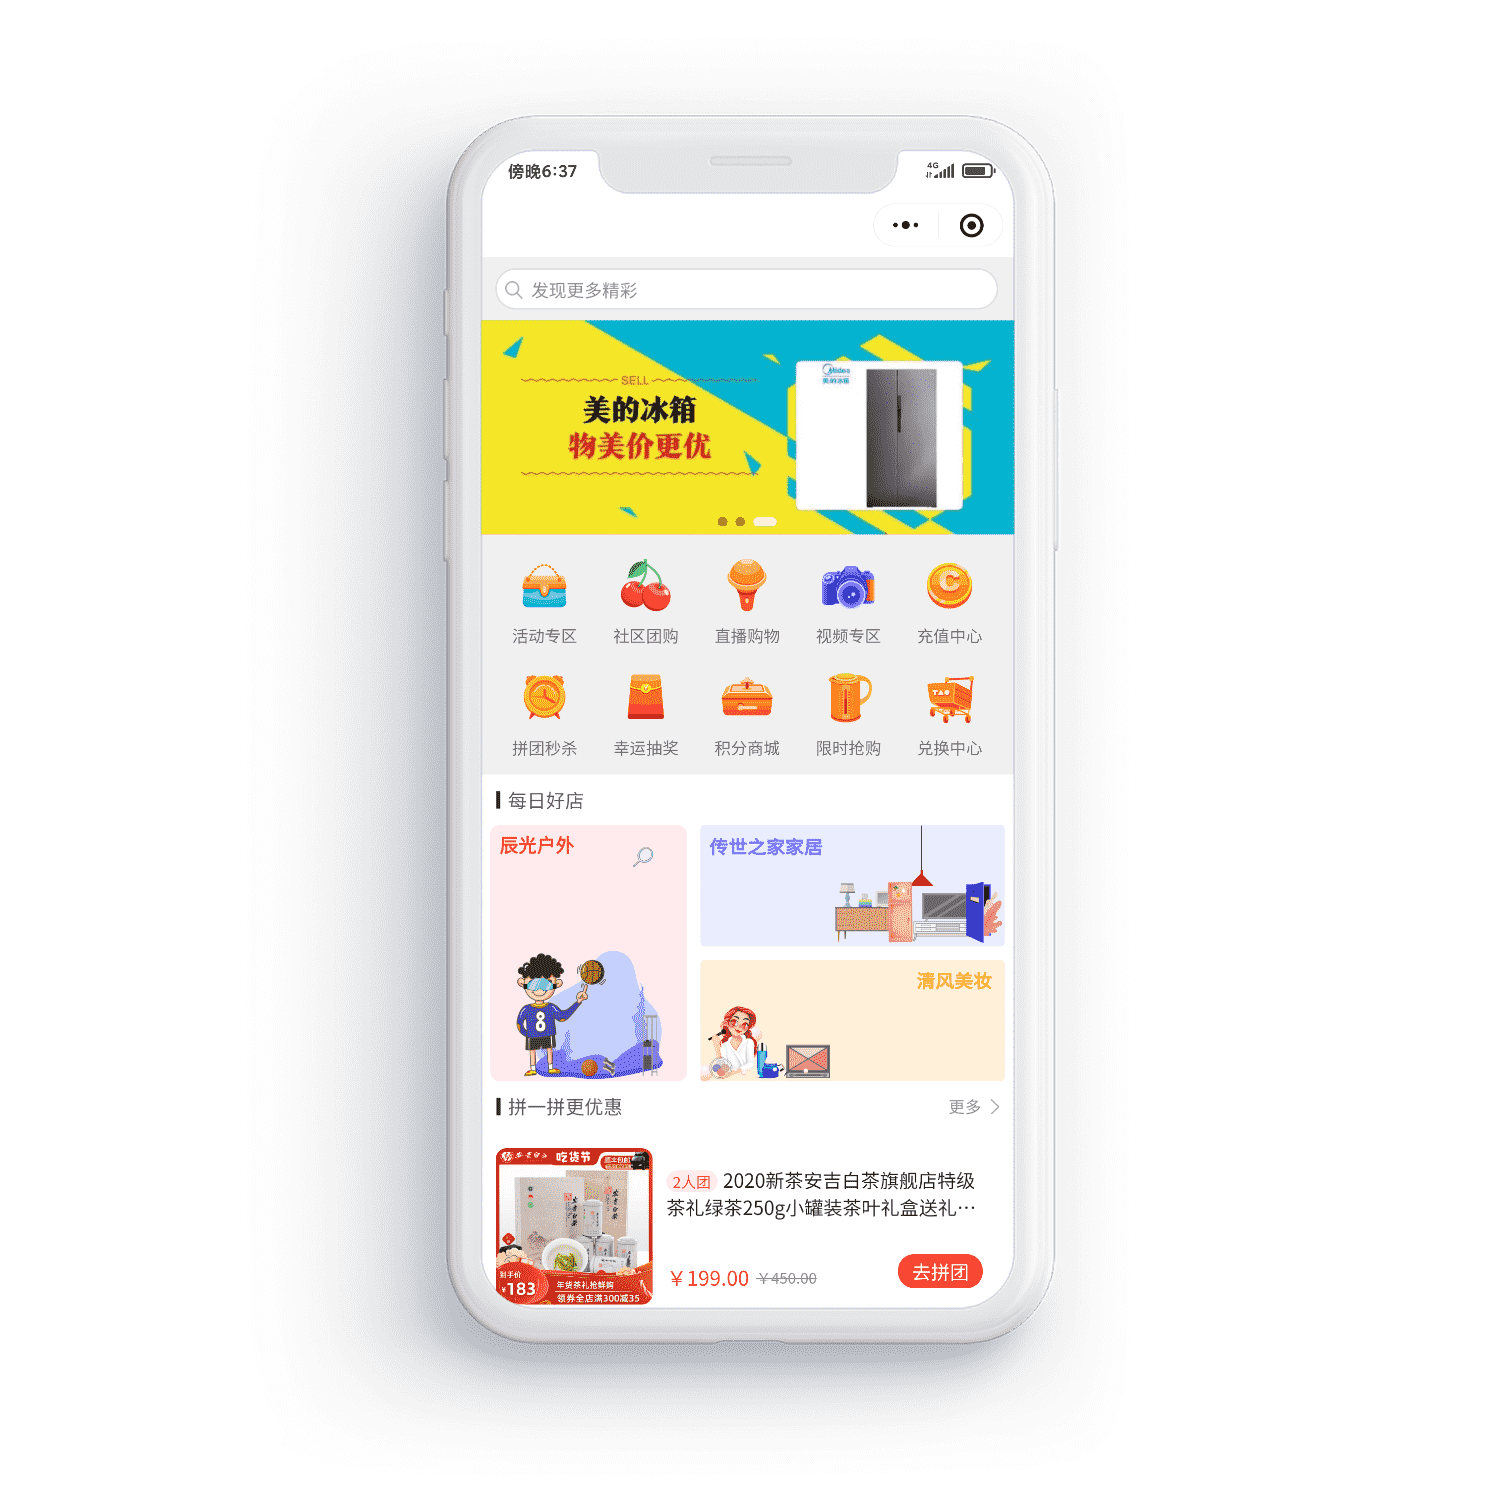 傍晚6:37
4G
发现更多精彩
SELL
Midea
美的冰箱
美的冰箱
物美价更优
C
活动专区
社区团购
直播购物
视频专区
充值中心
拼团秒杀
幸运抽奖
积分商城
限时抢购
兑换中心
每日好店
辰光户外
传世之家家居
8
清风美妆
拼一拼更优惠
更多
吃货节
2人团 2020新茶安吉白茶旗舰店特级
茶礼绿茶250g小罐装茶叶礼盒送礼…
到手价
¥183
年货茶礼抢鲜购
领券全店满300减35
¥199.00 ¥450.00
去拼团